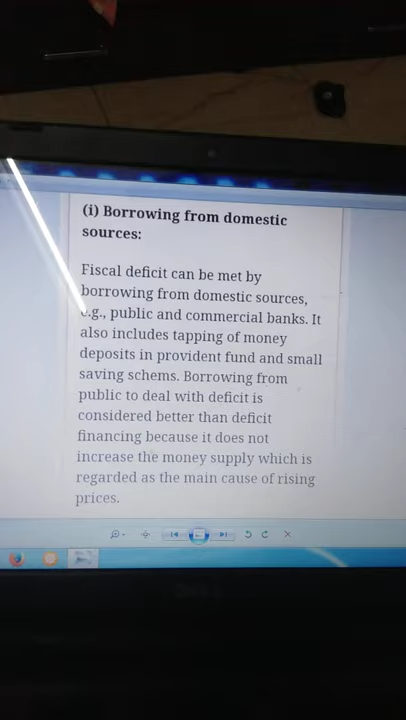 (i) Borrowing from domestic
sources:
Fiscal deficit can be met by
borrowing from domestic sources,
e.g., public and commercial banks. It
also includes tapping of money
deposits in provident fund and small
saving schems. Borrowing from
public to deal with deficit is
considered better than deficit
financing because it does not
increase the money supply which is
regarded as the main cause of rising
prices.